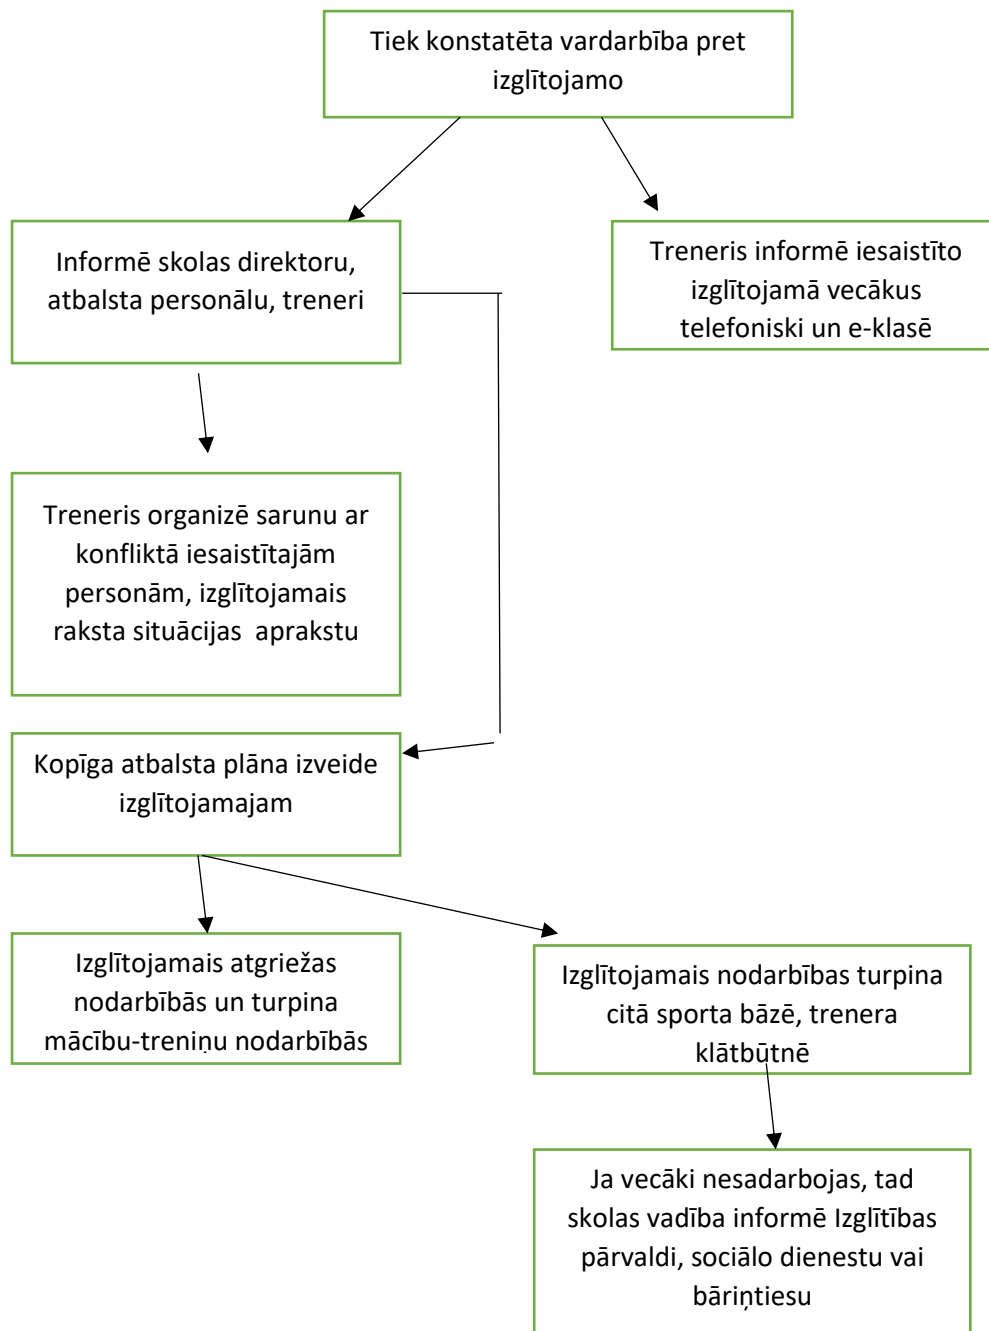 Tiek konstatēta vardarbība pret
izglītojamo
Informē skolas direktoru,
atbalsta personālu, treneri
Treneris informē iesaistīto
izglītojamā vecākus
telefoniski un e-klasē
Treneris organizē sarunu ar
konfliktā iesaistītajām
personām, izglītojamais
raksta situācijas aprakstu
Kopīga atbalsta plāna izveide
izglītojamajam
Izglītojamais atgriežas
nodarbībās un turpina
mācību-treniņu nodarbībās
Izglītojamais nodarbības turpina
citā sporta bāzē, trenera
klātbūtnē
Ja vecāki nesadarbojas, tad
skolas vadība informē Izglītības
pārvaldi, sociālo dienestu vai
bāriņtiesu